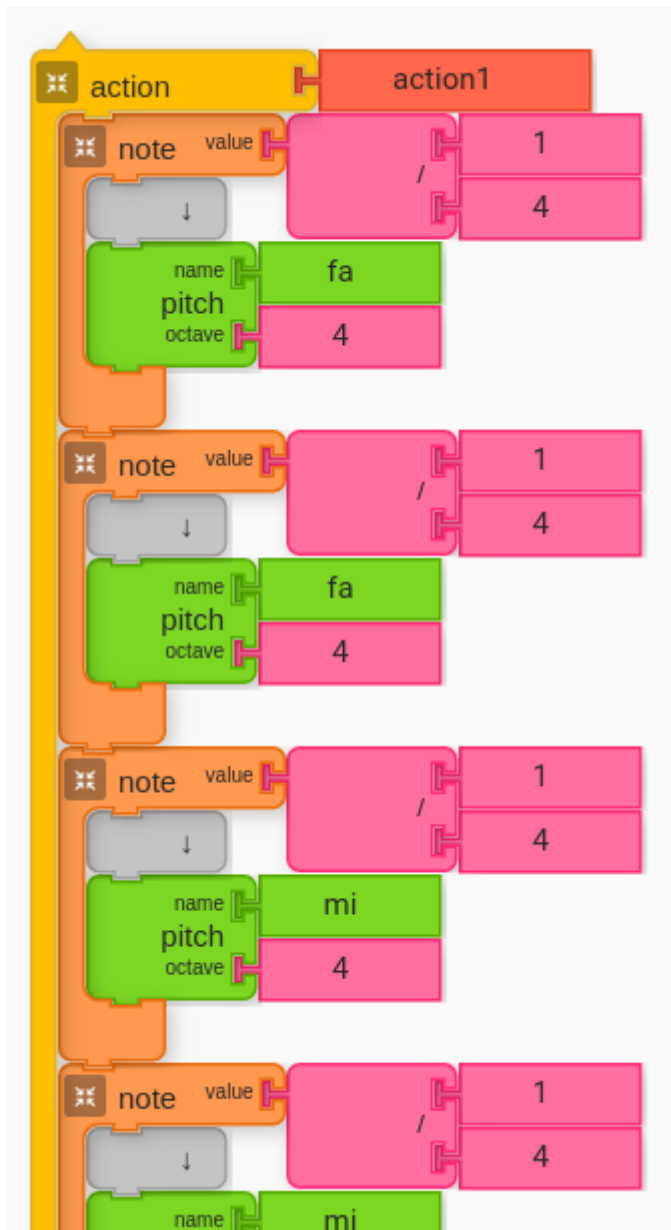 action action1
note value 1
/
4
↓
name fa
pitch
octave 4
note value 1
/
4
↓
name fa
pitch
octave 4
note value 1
/
4
↓
name mi
pitch
octave 4
note value 1
/
4
↓
name mi